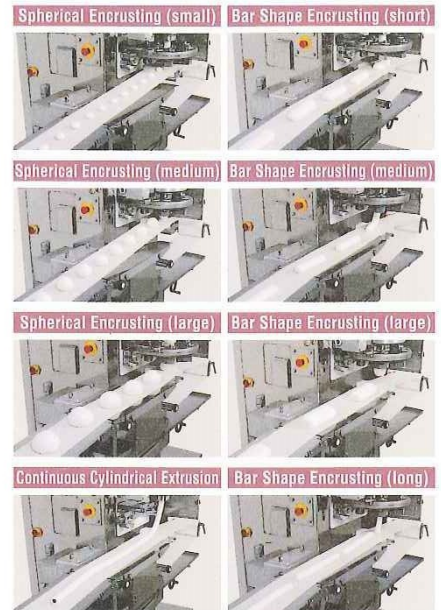 Spherical Encrusting (small)
Bar Shape Encrusting (short)
Spherical Encrusting (medium)
Bar Shape Encrusting (medium)
Spherical Encrusting (large)
Bar Shape Encrusting (large)
Continuous Cylindrical Extrusion
Bar Shape Encrusting (long)